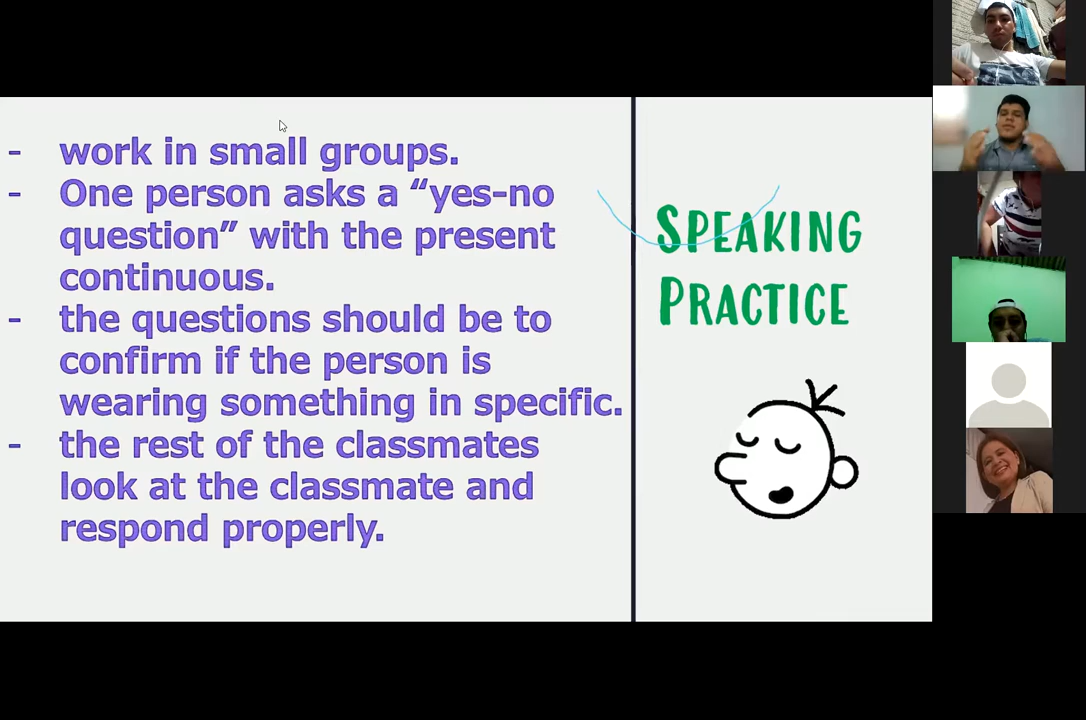 - work in small groups.
- One person asks a “yes-no
question” with the present
continuous.
- the questions should be to
confirm if the person is
wearing something in specific.
- the rest of the classmates
look at the classmate and
respond properly.
SPEAKING
PRACTICE